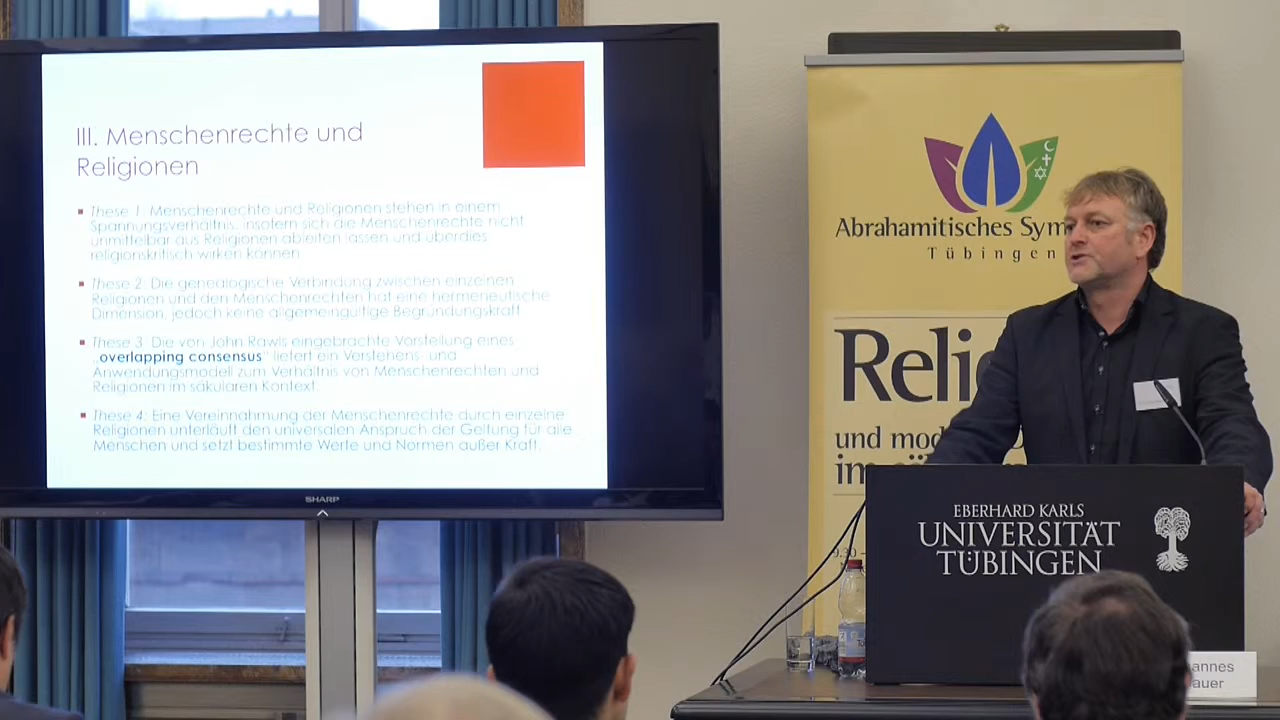 III. Menschenrechte und
Religionen
These 1: Menschenrechte und Religionen stehen in einem
Spannungsverhältnis, insofern sich die Menschenrechte nicht
unmittelbar aus Religionen ableiten lassen und überdies
religionskritisch wirken können.
These 2: Die genealogische Verbindung zwischen einzelnen
Religionen und den Menschenrechten hat eine hermeneutische
Dimension, jedoch keine allgemeingültige Begründungskraft.
These 3: Die von John Rawls eingebrachte Vorstellung eines
„overlapping consensus“ liefert ein Verstehens- und
Anwendungsmodell zum Verhältnis von Menschenrechten und
Religionen im säkularen Kontext.
These 4: Eine Vereinnahmung der Menschenrechte durch einzelne
Religionen unterläuft den universalen Anspruch der Geltung für alle
Menschen und setzt bestimmte Werte und Normen außer Kraft.
SHARP
Abrahamitisches Sym
Tübingen
Relig
und mod
im
9.30
EBERHARD KARLS
UNIVERSITÄT
TÜBINGEN
annes
auer